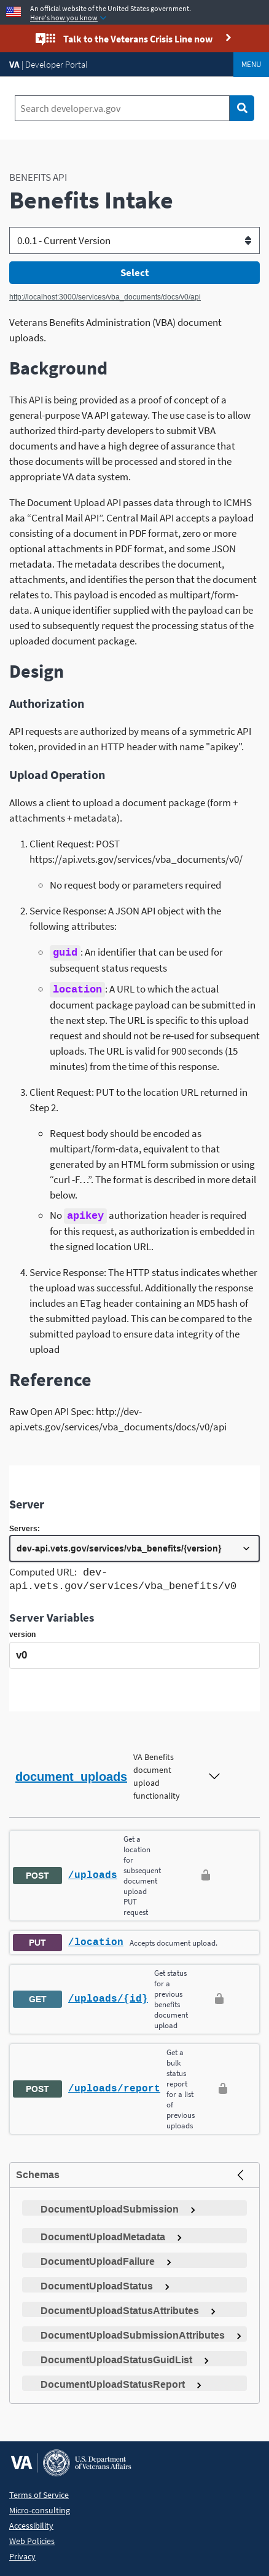 An official website of the United States government.
Here's how you know
Talk to the Veterans Crisis Line now
VA | Developer Portal
MENU
Search developer.va.gov
BENEFITS API
Benefits Intake
0.0.1 - Current Version
Select
http://localhost:3000/services/vba_documents/docs/v0/api
Veterans Benefits Administration (VBA) document
uploads.
Background
This API is being provided as a proof of concept of a
general-purpose VA API gateway. The use case is to allow
authorized third-party developers to submit VBA
documents and have a high degree of assurance that
those documents will be processed and stored in the
appropriate VA data system.
The Document Upload API passes data through to ICMHS
aka “Central Mail API”. Central Mail API accepts a payload
consisting of a document in PDF format, zero or more
optional attachments in PDF format, and some JSON
metadata. The metadata describes the document,
attachments, and identifies the person that the document
relates to. This payload is encoded as multipart/form-
data. A unique identifier supplied with the payload can be
used to subsequently request the processing status of the
uploaded document package.
Design
Authorization
API requests are authorized by means of a symmetric API
token, provided in an HTTP header with name "apikey".
Upload Operation
Allows a client to upload a document package (form +
attachments + metadata).
1. Client Request: POST
https://api.vets.gov/services/vba_documents/v0/
No request body or parameters required
2. Service Response: A JSON API object with the
following attributes:
guid: An identifier that can be used for
subsequent status requests
location: A URL to which the actual
document package payload can be submitted in
the next step. The URL is specific to this upload
request and should not be re-used for subsequent
uploads. The URL is valid for 900 seconds (15
minutes) from the time of this response.
3. Client Request: PUT to the location URL returned in
Step 2.
Request body should be encoded as
multipart/form-data, equivalent to that
generated by an HTML form submission or using
“curl -F…”. The format is described in more detail
below.
No apikey authorization header is required
for this request, as authorization is embedded in
the signed location URL.
4. Service Response: The HTTP status indicates whether
the upload was successful. Additionally the response
includes an ETag header containing an MD5 hash of
the submitted payload. This can be compared to the
submitted payload to ensure data integrity of the
upload
Reference
Raw Open API Spec: http://dev-
api.vets.gov/services/vba_documents/docs/v0/api
Server
Servers:
dev-api.vets.gov/services/vba_benefits/{version}
Computed URL: dev-
api.vets.gov/services/vba_benefits/v0
Server Variables
version
v0
document_uploads
VA Benefits
document
upload
functionality
POST
/uploads
Get a
location
for
subsequent
document
upload
PUT
request
PUT
/location
Accepts document upload.
GET
/uploads/{id}
Get status
for a
previous
benefits
document
upload
POST
/uploads/report
Get a
bulk
status
report
for a list
of
previous
uploads
Schemas
DocumentUploadSubmission
DocumentUploadMetadata
DocumentUploadFailure
DocumentUploadStatus
DocumentUploadStatusAttributes
DocumentUploadSubmissionAttributes
DocumentUploadStatusGuidList
DocumentUploadStatusReport
VA
U.S. Department
of Veterans Affairs
Terms of Service
Micro-consulting
Accessibility
Web Policies
Privacy